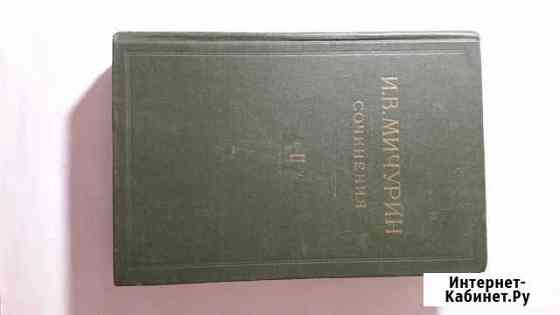 И.В.МИЧУРИН
СОЧИНЕНИЯ
II
Интернет-
Кабинет.Ру